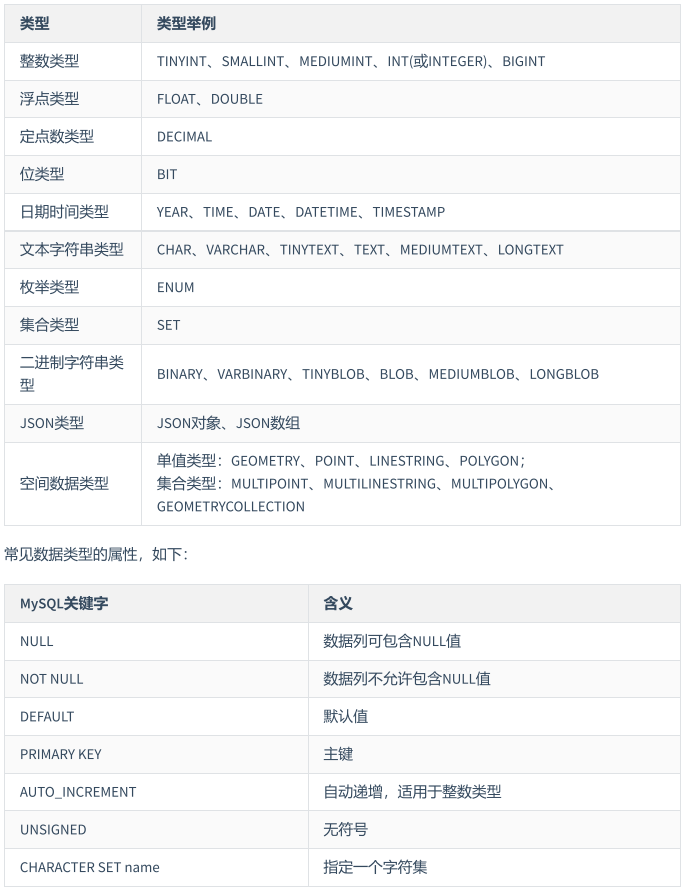 类型 类型举例
整数类型 TINYINT、SMALLINT、MEDIUMINT、INT(或INTEGER)、BIGINT
浮点类型 FLOAT、DOUBLE
定点数类型 DECIMAL
位类型 BIT
日期时间类型 YEAR、TIME、DATE、DATETIME、TIMESTAMP
文本字符串类型 CHAR、VARCHAR、TINYTEXT、TEXT、MEDIUMTEXT、LONGTEXT
枚举类型 ENUM
集合类型 SET
二进制字符串类
型
BINARY、VARBINARY、TINYBLOB、BLOB、MEDIUMBLOB、LONGBLOB
JSON类型 JSON对象、JSON数组
空间数据类型
单值类型：GEOMETRY、POINT、LINESTRING、POLYGON；
集合类型：MULTIPOINT、MULTILINESTRING、MULTIPOLYGON、
GEOMETRYCOLLECTION
常见数据类型的属性，如下：
MySQL关键字 含义
NULL 数据列可包含NULL值
NOT NULL 数据列不允许包含NULL值
DEFAULT 默认值
PRIMARY KEY 主键
AUTO_INCREMENT 自动递增，适用于整数类型
UNSIGNED 无符号
CHARACTER SET name 指定一个字符集